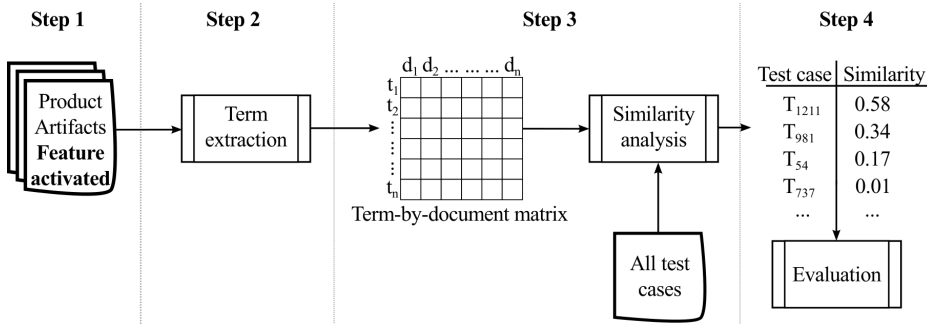 Step 1
Step 2
Step 3
Step 4
Product
Artifacts
Feature
activated
Term
extraction
d1 d2 ... ... ... dn
t1
t2
⋮
⋮
tn
Term-by-document matrix
Similarity
analysis
All test
cases
Test case Similarity
T1211 0.58
T981 0.34
T54 0.17
T737 0.01
... ...
Evaluation